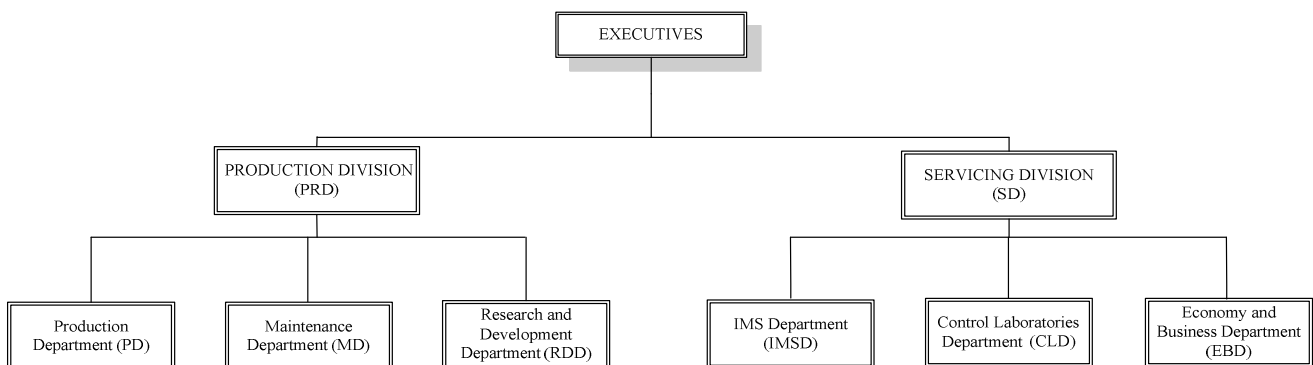 EXECUTIVES
PRODUCTION DIVISION
(PRD)
SERVICING DIVISION
(SD)
Production
Department (PD)
Maintenance
Department (MD)
Research and
Development
Department (RDD)
IMS Department
(IMSD)
Control Laboratories
Department (CLD)
Economy and
Business Department
(EBD)